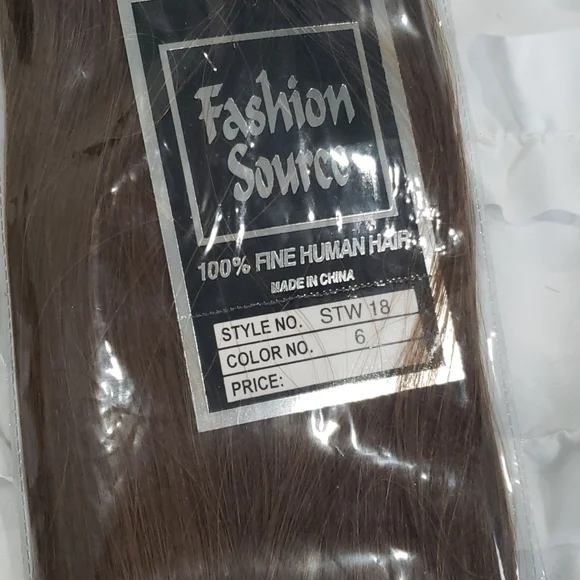 Fashion
Source
100% FINE HUMAN HAIR
MADE IN CHINA
STYLE NO. STW 18
COLOR NO. 6
PRICE: